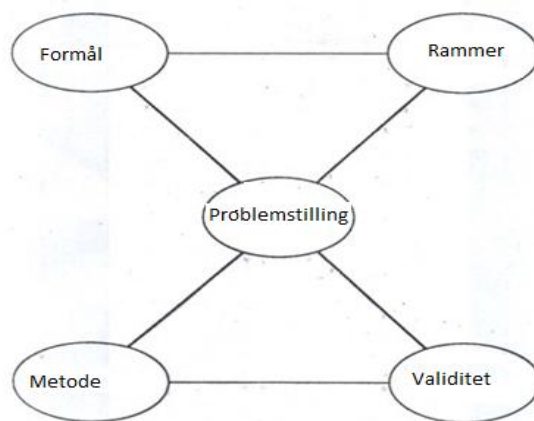 Formål
Rammer
Problemstilling
Metode
Validitet